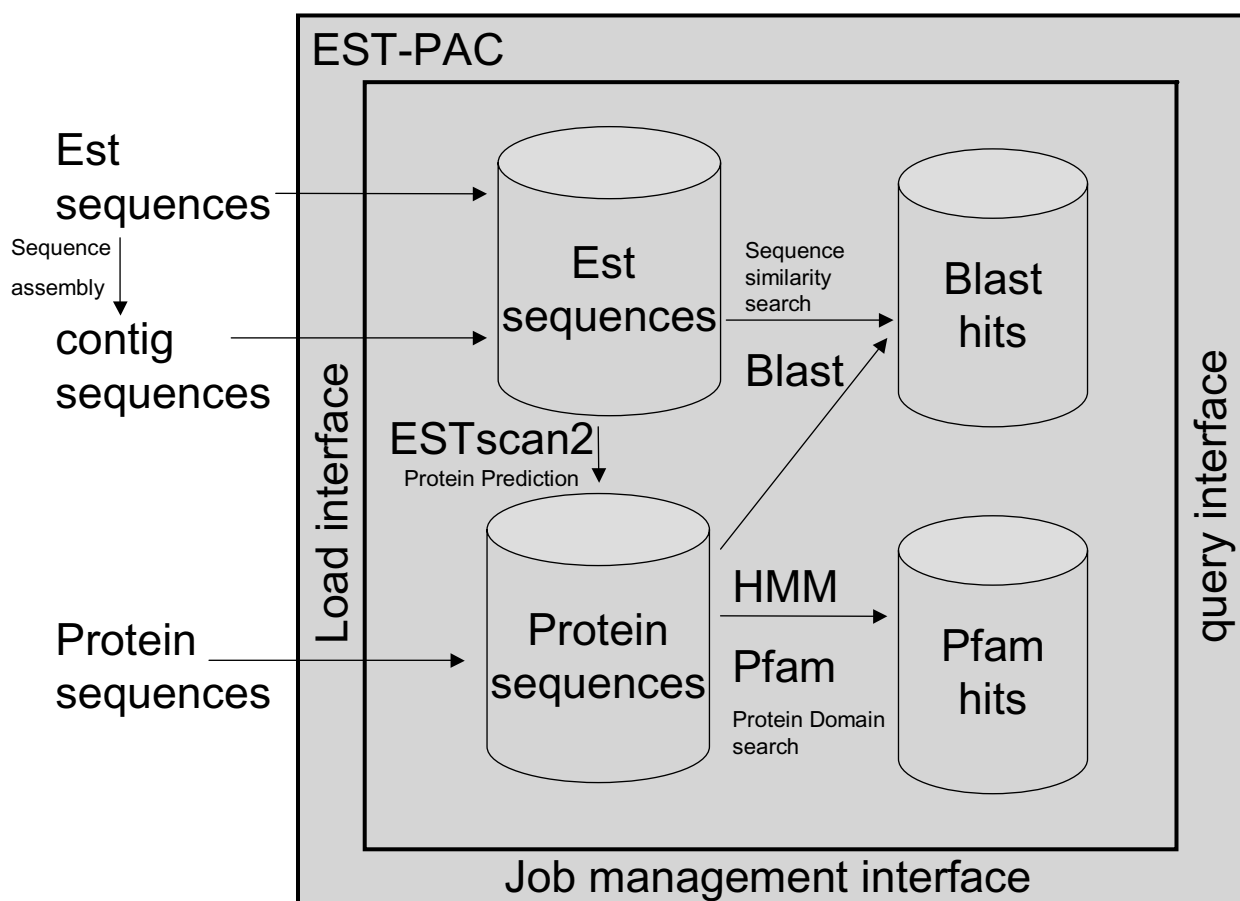 EST-PAC
Est
sequences
Sequence
assembly
contig
sequences
Protein
sequences
Load interface
Est
sequences
Sequence
similarity
search
Blast
Blast
hits
ESTscan2
Protein Prediction
Protein
sequences
HMM
Pfam
Protein Domain
search
Pfam
hits
query interface
Job management interface